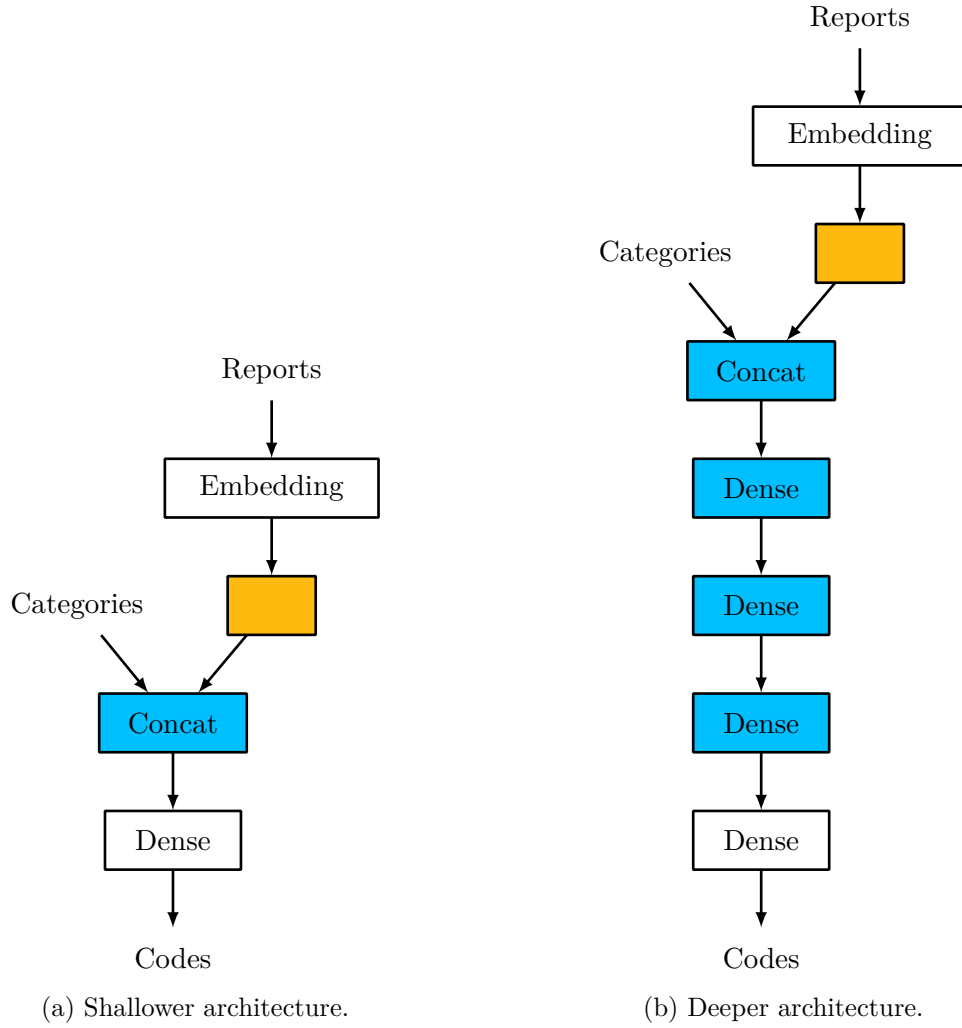 Reports
Embedding
Categories
Concat
Dense
Codes
(a) Shallower architecture.
Reports
Embedding
Categories
Concat
Dense
Dense
Dense
Dense
Codes
(b) Deeper architecture.